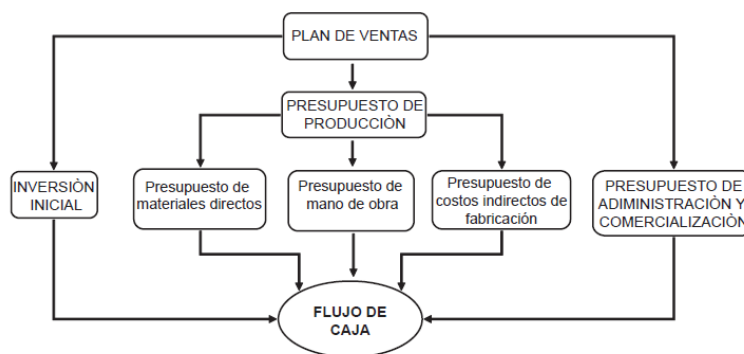 PLAN DE VENTAS
PRESUPUESTO DE
PRODUCCIÒN
INVERSIÒN
INICIAL
Presupuesto de
materiales directos
Presupuesto de
mano de obra
Presupuesto de
costos indirectos de
fabricación
PRESUPUESTO DE
ADIMINISTRACIÒN Y
COMERCIALIZACIÒN
FLUJO DE
CAJA